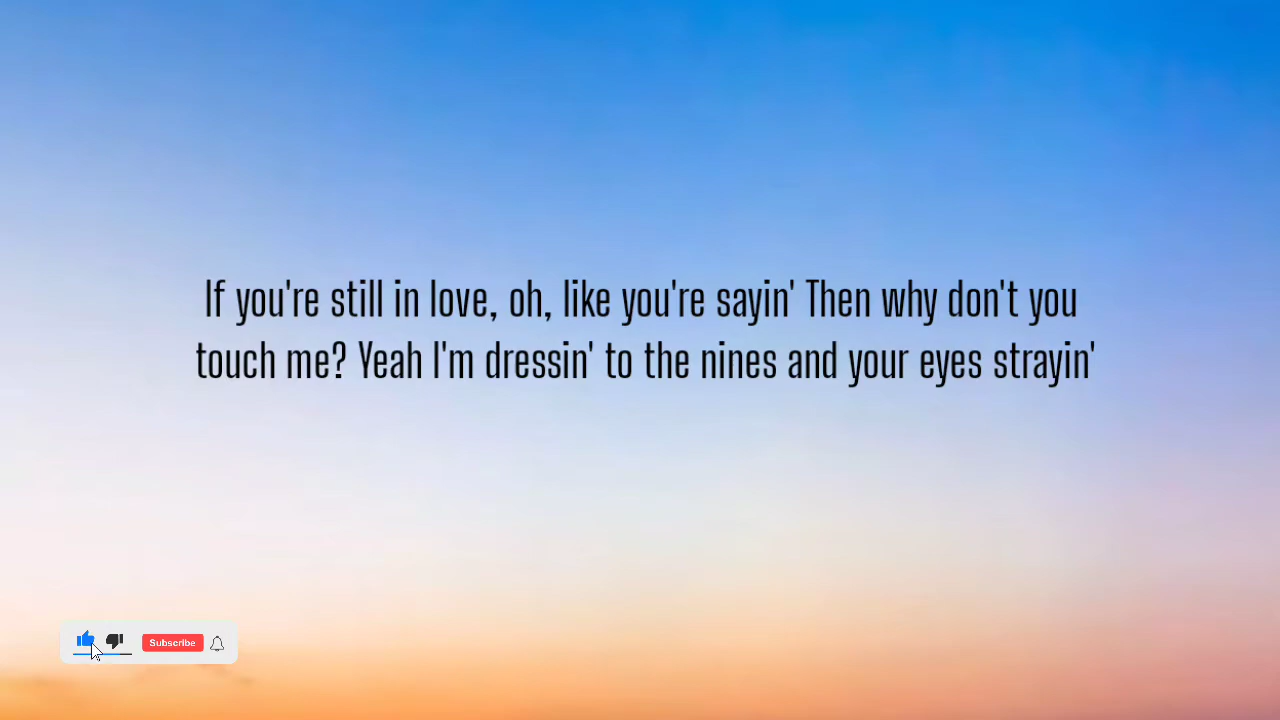 If you're still in love, oh, like you're sayin' Then why don't you
touch me? Yeah I'm dressin' to the nines and your eyes strayin'
Subscribe